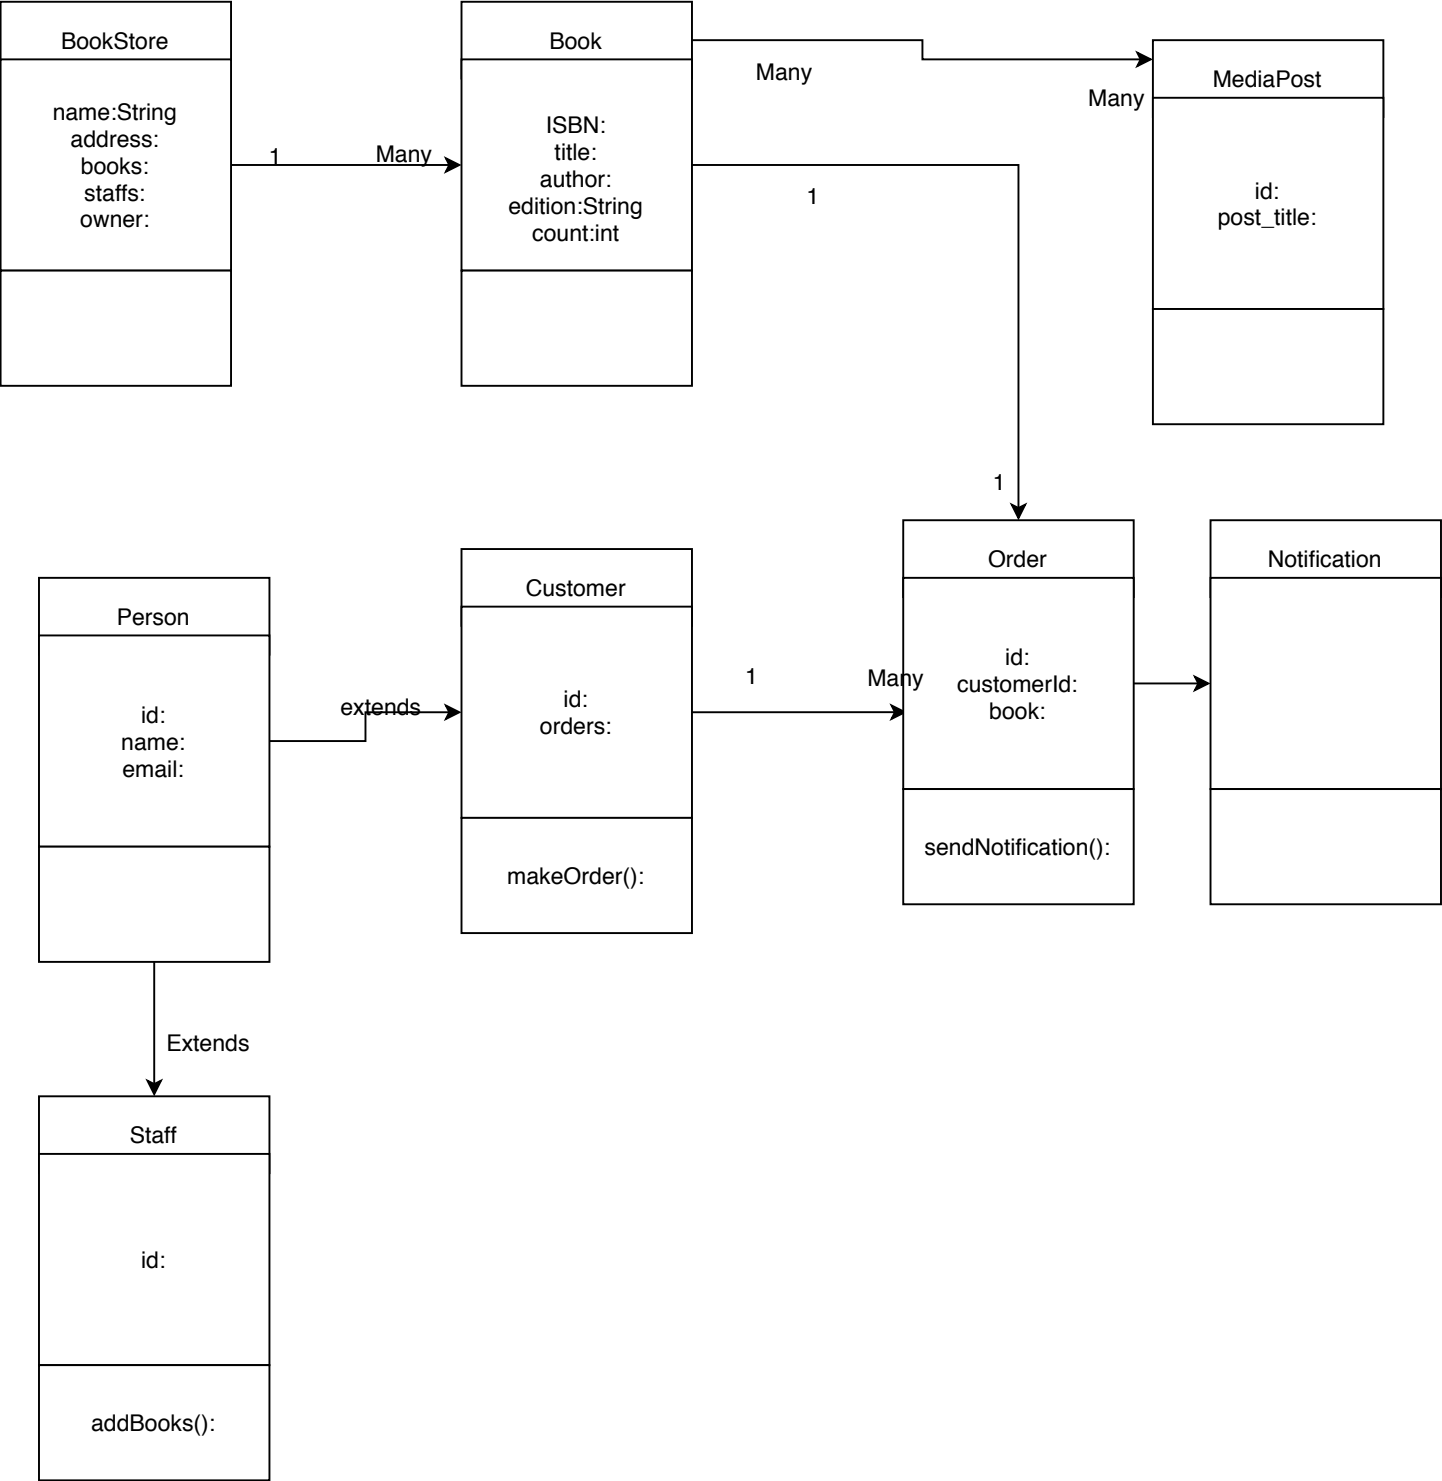 BookStore
name:String
address:
books:
staffs:
owner:
1
Many
Book
ISBN:
title:
author:
edition:String
count:int
Many
Many
MediaPost
id:
post_title:
1
1
Person
id:
name:
email:
extends
Customer
id:
orders:
makeOrder():
1
Many
Order
id:
customerId:
book:
sendNotification():
Notification
Extends
Staff
id:
addBooks():